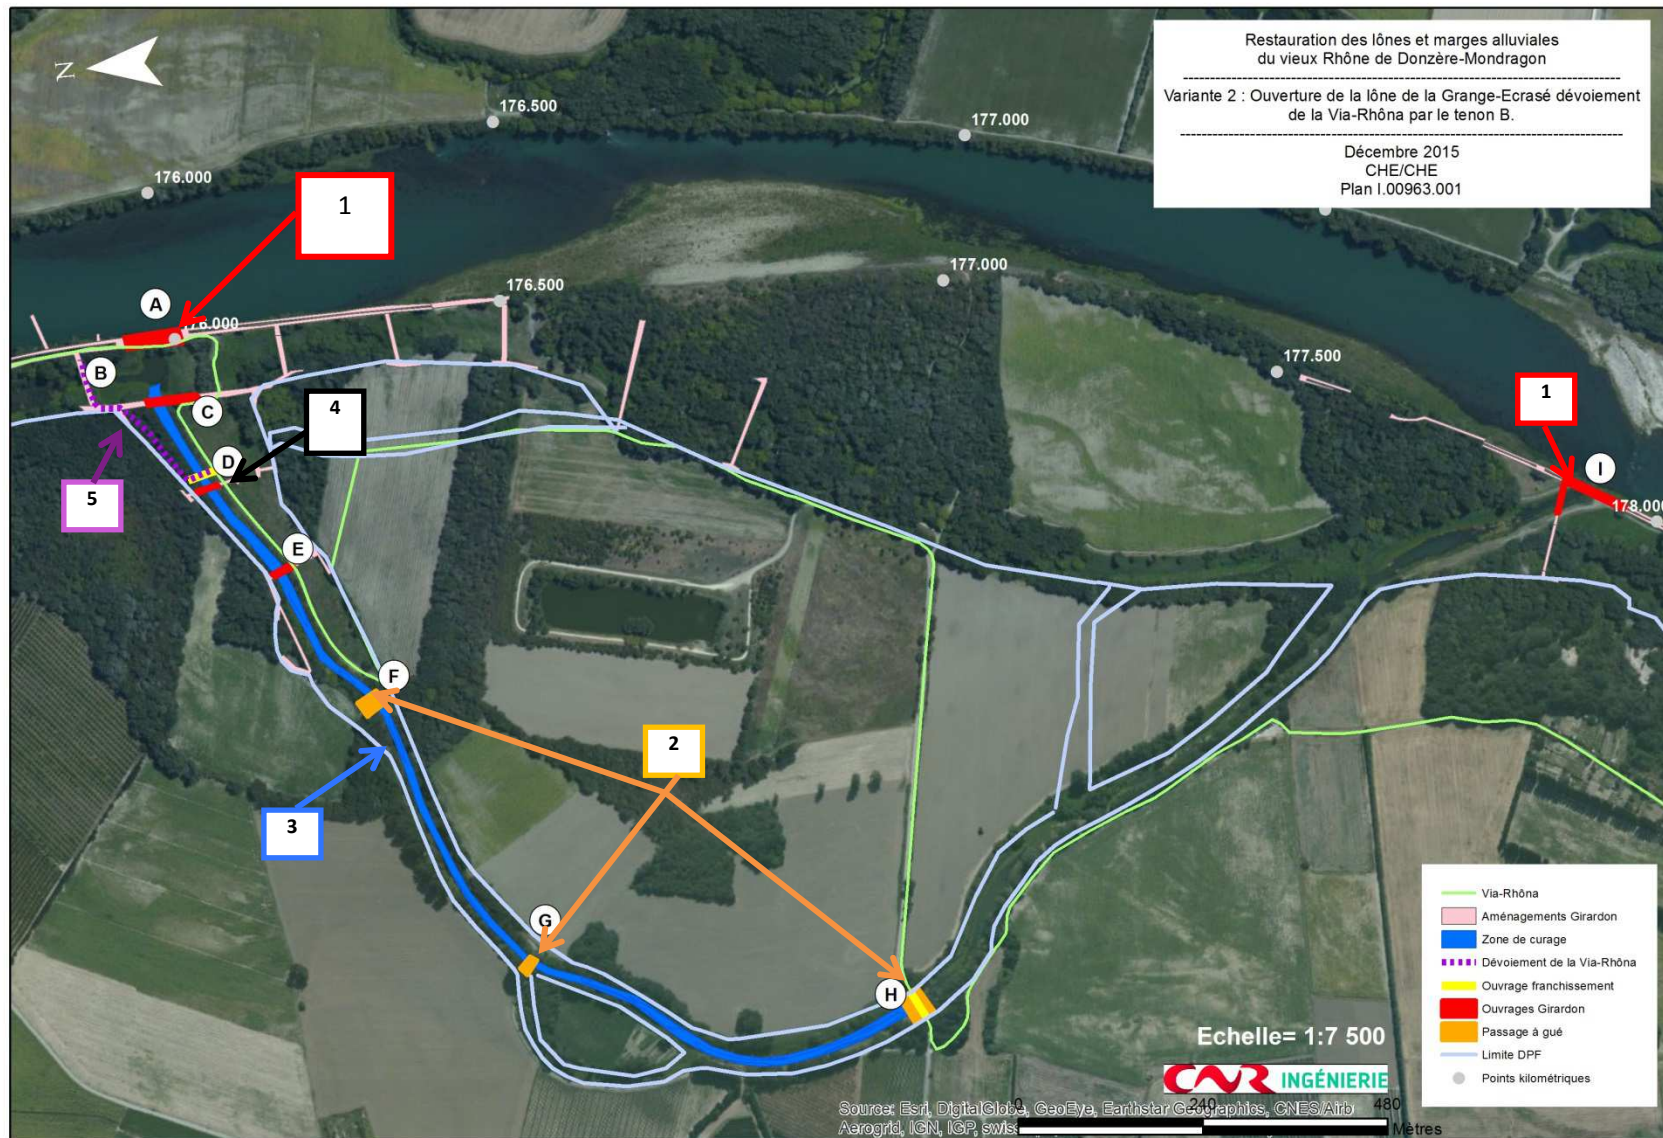 N
Restauration des lônes et marges alluviales
du vieux Rhône de Donzère-Mondragon
Variante 2 : Ouverture de la lône de la Grange-Ecrasé dévoiement
de la Via-Rhôna par le tenon B.
Décembre 2015
CHE/CHE
Plan I.00963.001
176.500
177.000
176.000
1
177.000
176.500
A
176.000
177.500
B
C
4
1
D
I
5
178.000
E
F
2
3
G
H
Via-Rhôna
Aménagements Girardon
Zone de curage
Dévoiement de la Via-Rhôna
Ouvrage franchissement
Ouvrages Girardon
Passage à gué
Limite DPF
Points kilométriques
Echelle= 1:7 500
CNR INGÉNIERIE
Source: Esri, DigitalGlobe, GeoEye, Earthstar Geographics, CNES/Airb
Aerogrid, IGN, IGP, swiss
0 240 480
Mètres